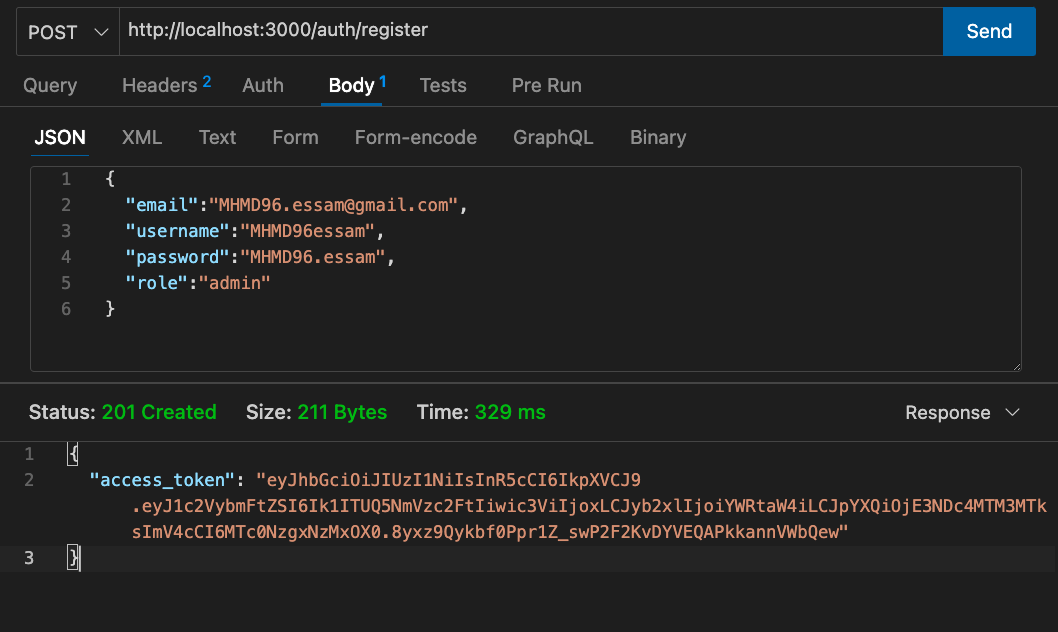 POST http://localhost:3000/auth/register Send
Query Headers 2 Auth Body 1 Tests Pre Run
JSON XML Text Form Form-encode GraphQL Binary
1 {
2 "email":"MHMD96.essam@gmail.com",
3 "username":"MHMD96essam",
4 "password":"MHMD96.essam",
5 "role":"admin"
6 }
Status: 201 Created Size: 211 Bytes Time: 329 ms Response
1 {
2 "access_token": "eyJhbGciOiJIUzI1NiIsInR5cCI6IkpXVCJ9
.eyJ1c2VybmFtZSI6Ik1ITUQ5NmVzc2FtIiwic3ViIjoxLCJyb2xlIjoiYWRtaW4iLCJpYXQiOjE3NDc4MTM3MTk
sImV4cCI6MTc0NzgxNzMxOX0.8yxz9Qykbf0Ppr1Z_swP2F2KvDYVEQAPkkannVWbQew"
3 }